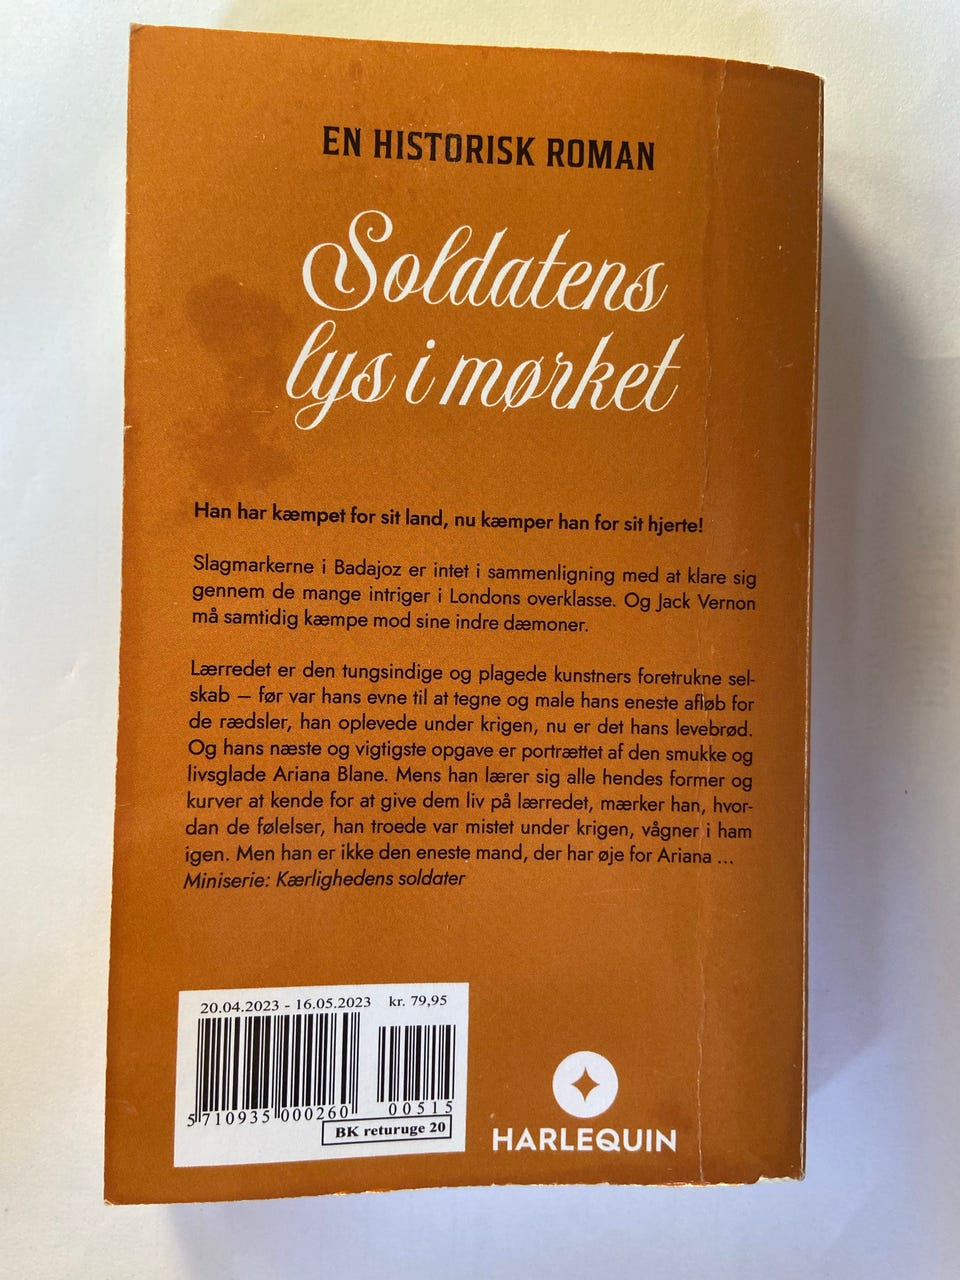 EN HISTORISK ROMAN
Soldatens
lys i mørket
Han har kæmpet for sit land, nu kæmper han for sit hjerte!
Slagmarkerne i Badajoz er intet i sammenligning med at klare sig
gennem de mange intriger i Londons overklasse. Og Jack Vernon
må samtidig kæmpe mod sine indre dæmoner.
Lærredet er den tungsindige og plagede kunstners foretrukne sel-
skab – før var hans evne til at tegne og male hans eneste afløb for
de rædsler, han oplevede under krigen, nu er det hans levebrød.
Og hans næste og vigtigste opgave er portrættet af den smukke og
livsglade Ariana Blane. Mens han lærer sig alle hendes former og
kurver at kende for at give dem liv på lærredet, mærker han, hvor-
dan de følelser, han troede var mistet under krigen, vågner i ham
igen. Men han er ikke den eneste mand, der har øje for Ariana ...
Miniserie: Kærlighedens soldater
20.04.2023 - 16.05.2023 kr. 79,95
5 710935 000260 00515
BK returuge 20
HARLEQUIN